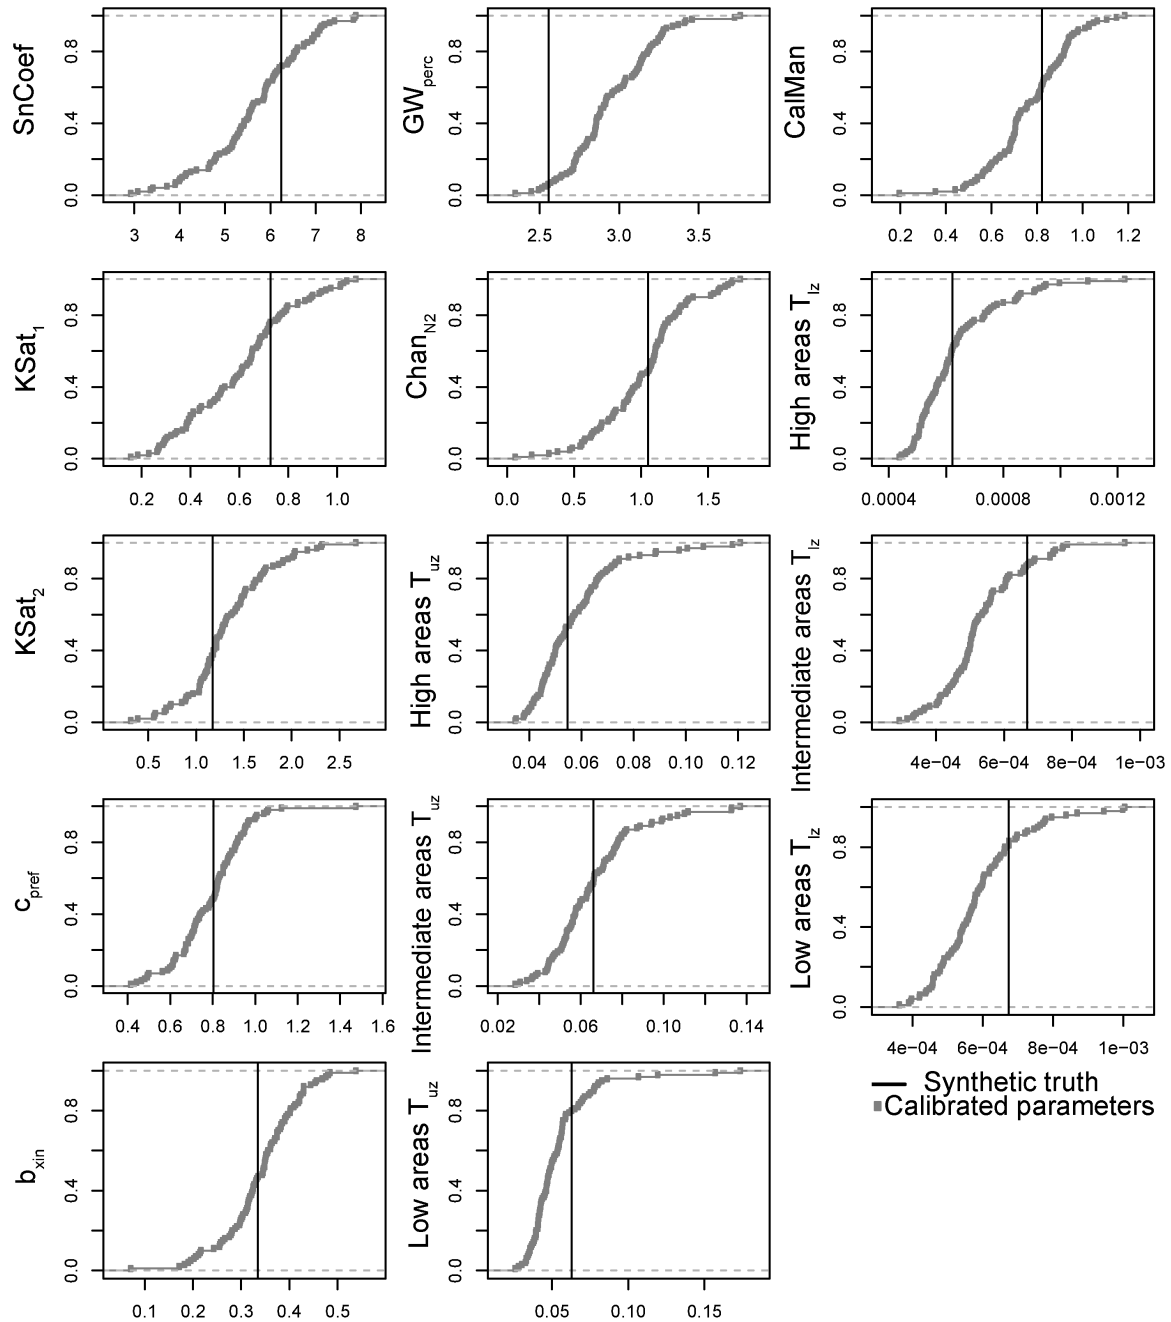 SnCoef
0.0 0.4 0.8
3 4 5 6 7 8
GWperc
0.0 0.4 0.8
2.5 3.0 3.5
CalMan
0.0 0.4 0.8
0.2 0.4 0.6 0.8 1.0 1.2
KSat1
0.0 0.4 0.8
0.2 0.4 0.6 0.8 1.0
ChanN2
0.0 0.4 0.8
0.0 0.5 1.0 1.5
High areas Tlz
0.0 0.4 0.8
0.0004 0.0008 0.0012
KSat2
0.0 0.4 0.8
0.5 1.0 1.5 2.0 2.5
High areas Tuz
0.0 0.4 0.8
0.04 0.06 0.08 0.10 0.12
Intermediate areas Tlz
0.0 0.4 0.8
4e−04 6e−04 8e−04 1e−03
cpref
0.0 0.4 0.8
0.4 0.6 0.8 1.0 1.2 1.4 1.6
Intermediate areas Tuz
0.0 0.4 0.8
0.02 0.06 0.10 0.14
Low areas Tlz
0.0 0.4 0.8
4e−04 6e−04 8e−04 1e−03
bxin
0.0 0.4 0.8
0.1 0.2 0.3 0.4 0.5
Low areas Tuz
0.0 0.4 0.8
0.05 0.10 0.15
Synthetic truth
Calibrated parameters